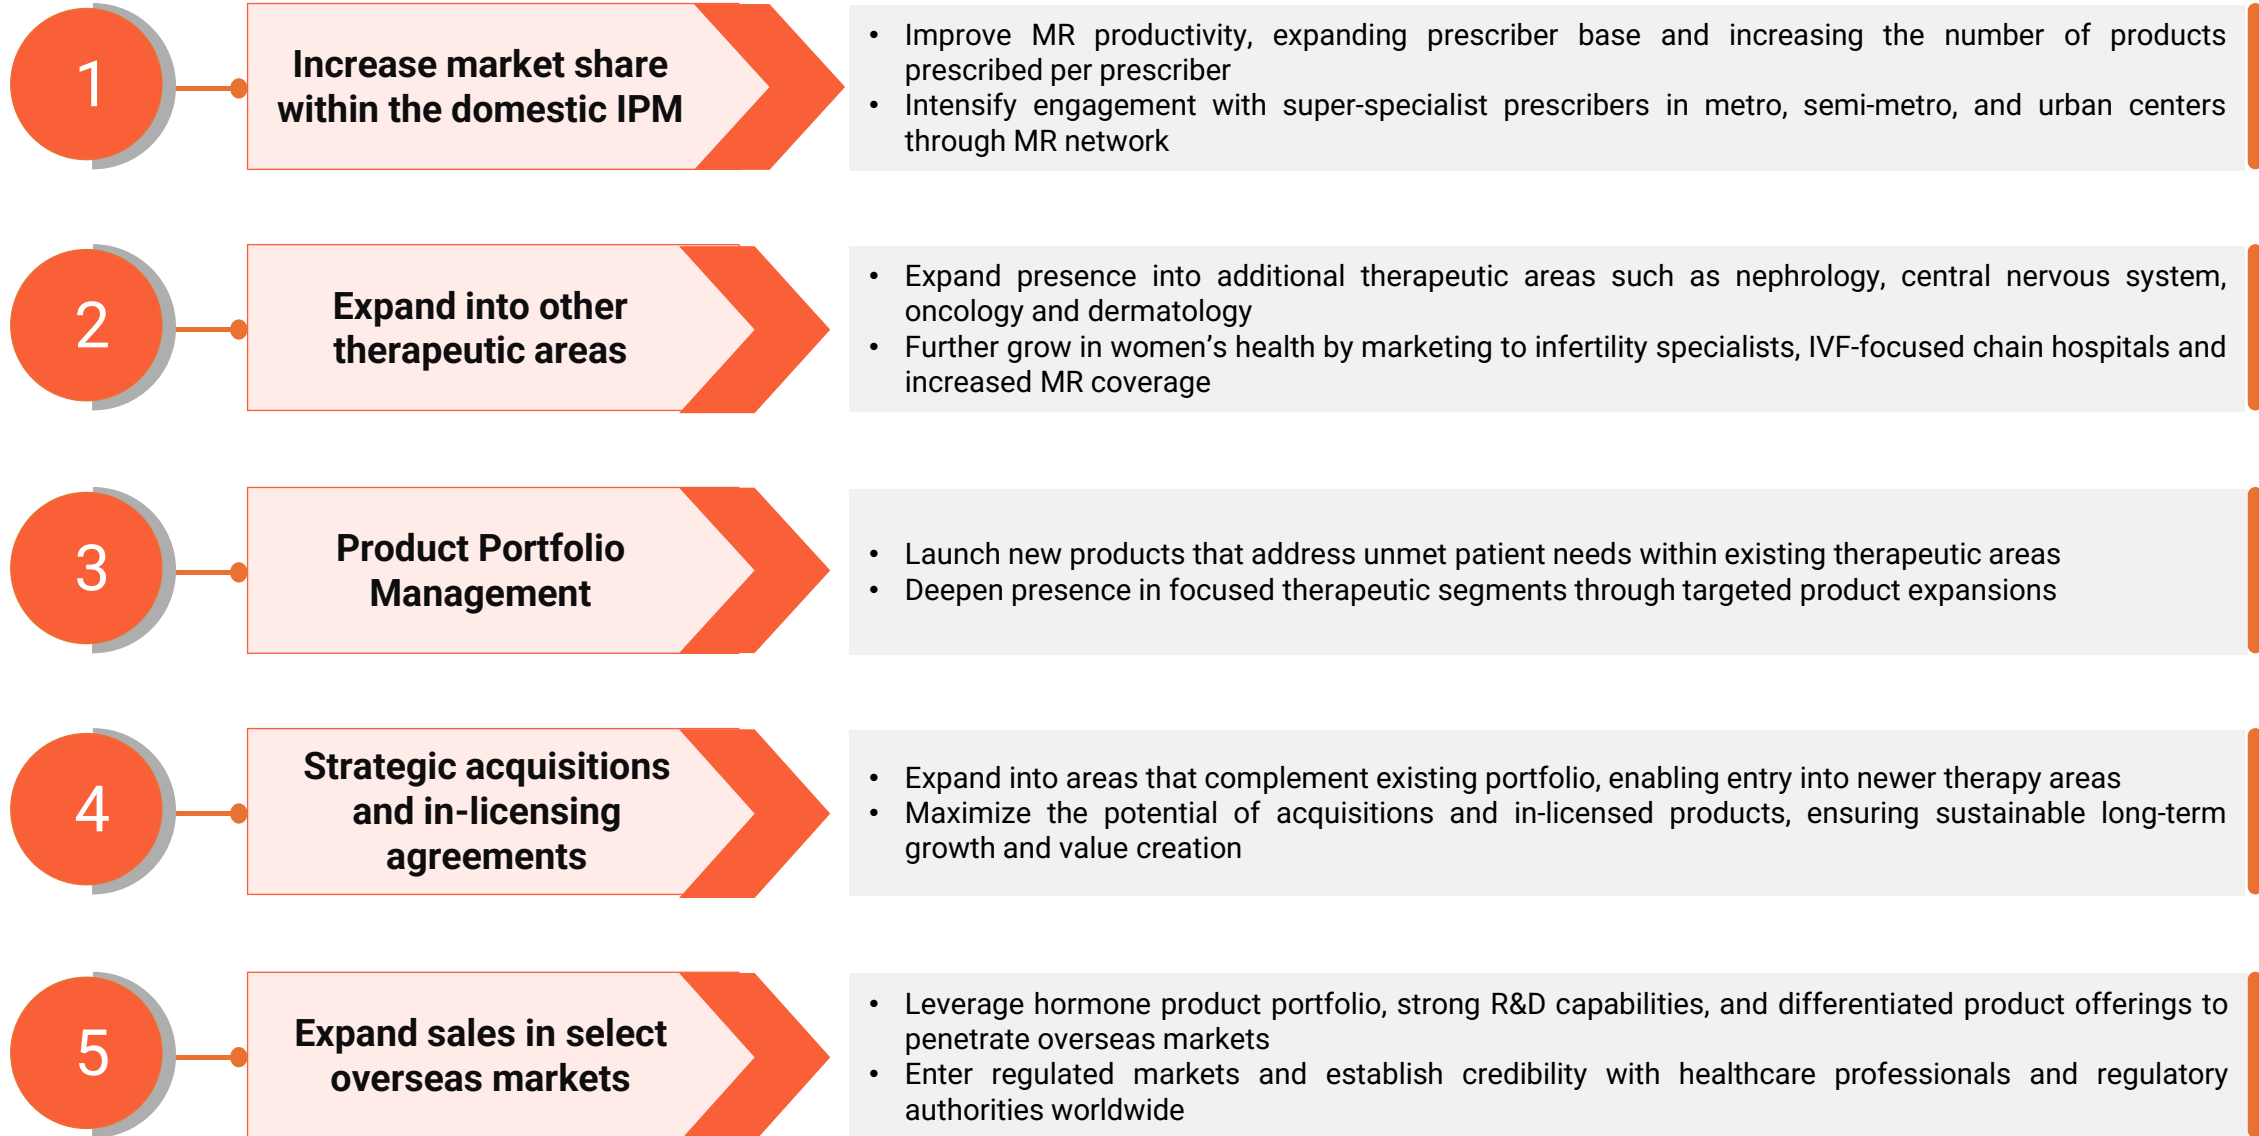 1
Increase market share
within the domestic IPM
• Improve MR productivity, expanding prescriber base and increasing the number of products
prescribed per prescriber
• Intensify engagement with super-specialist prescribers in metro, semi-metro, and urban centers
through MR network
2
Expand into other
therapeutic areas
• Expand presence into additional therapeutic areas such as nephrology, central nervous system,
oncology and dermatology
• Further grow in women’s health by marketing to infertility specialists, IVF-focused chain hospitals and
increased MR coverage
3
Product Portfolio
Management
• Launch new products that address unmet patient needs within existing therapeutic areas
• Deepen presence in focused therapeutic segments through targeted product expansions
4
Strategic acquisitions
and in-licensing
agreements
• Expand into areas that complement existing portfolio, enabling entry into newer therapy areas
• Maximize the potential of acquisitions and in-licensed products, ensuring sustainable long-term
growth and value creation
5
Expand sales in select
overseas markets
• Leverage hormone product portfolio, strong R&D capabilities, and differentiated product offerings to
penetrate overseas markets
• Enter regulated markets and establish credibility with healthcare professionals and regulatory
authorities worldwide